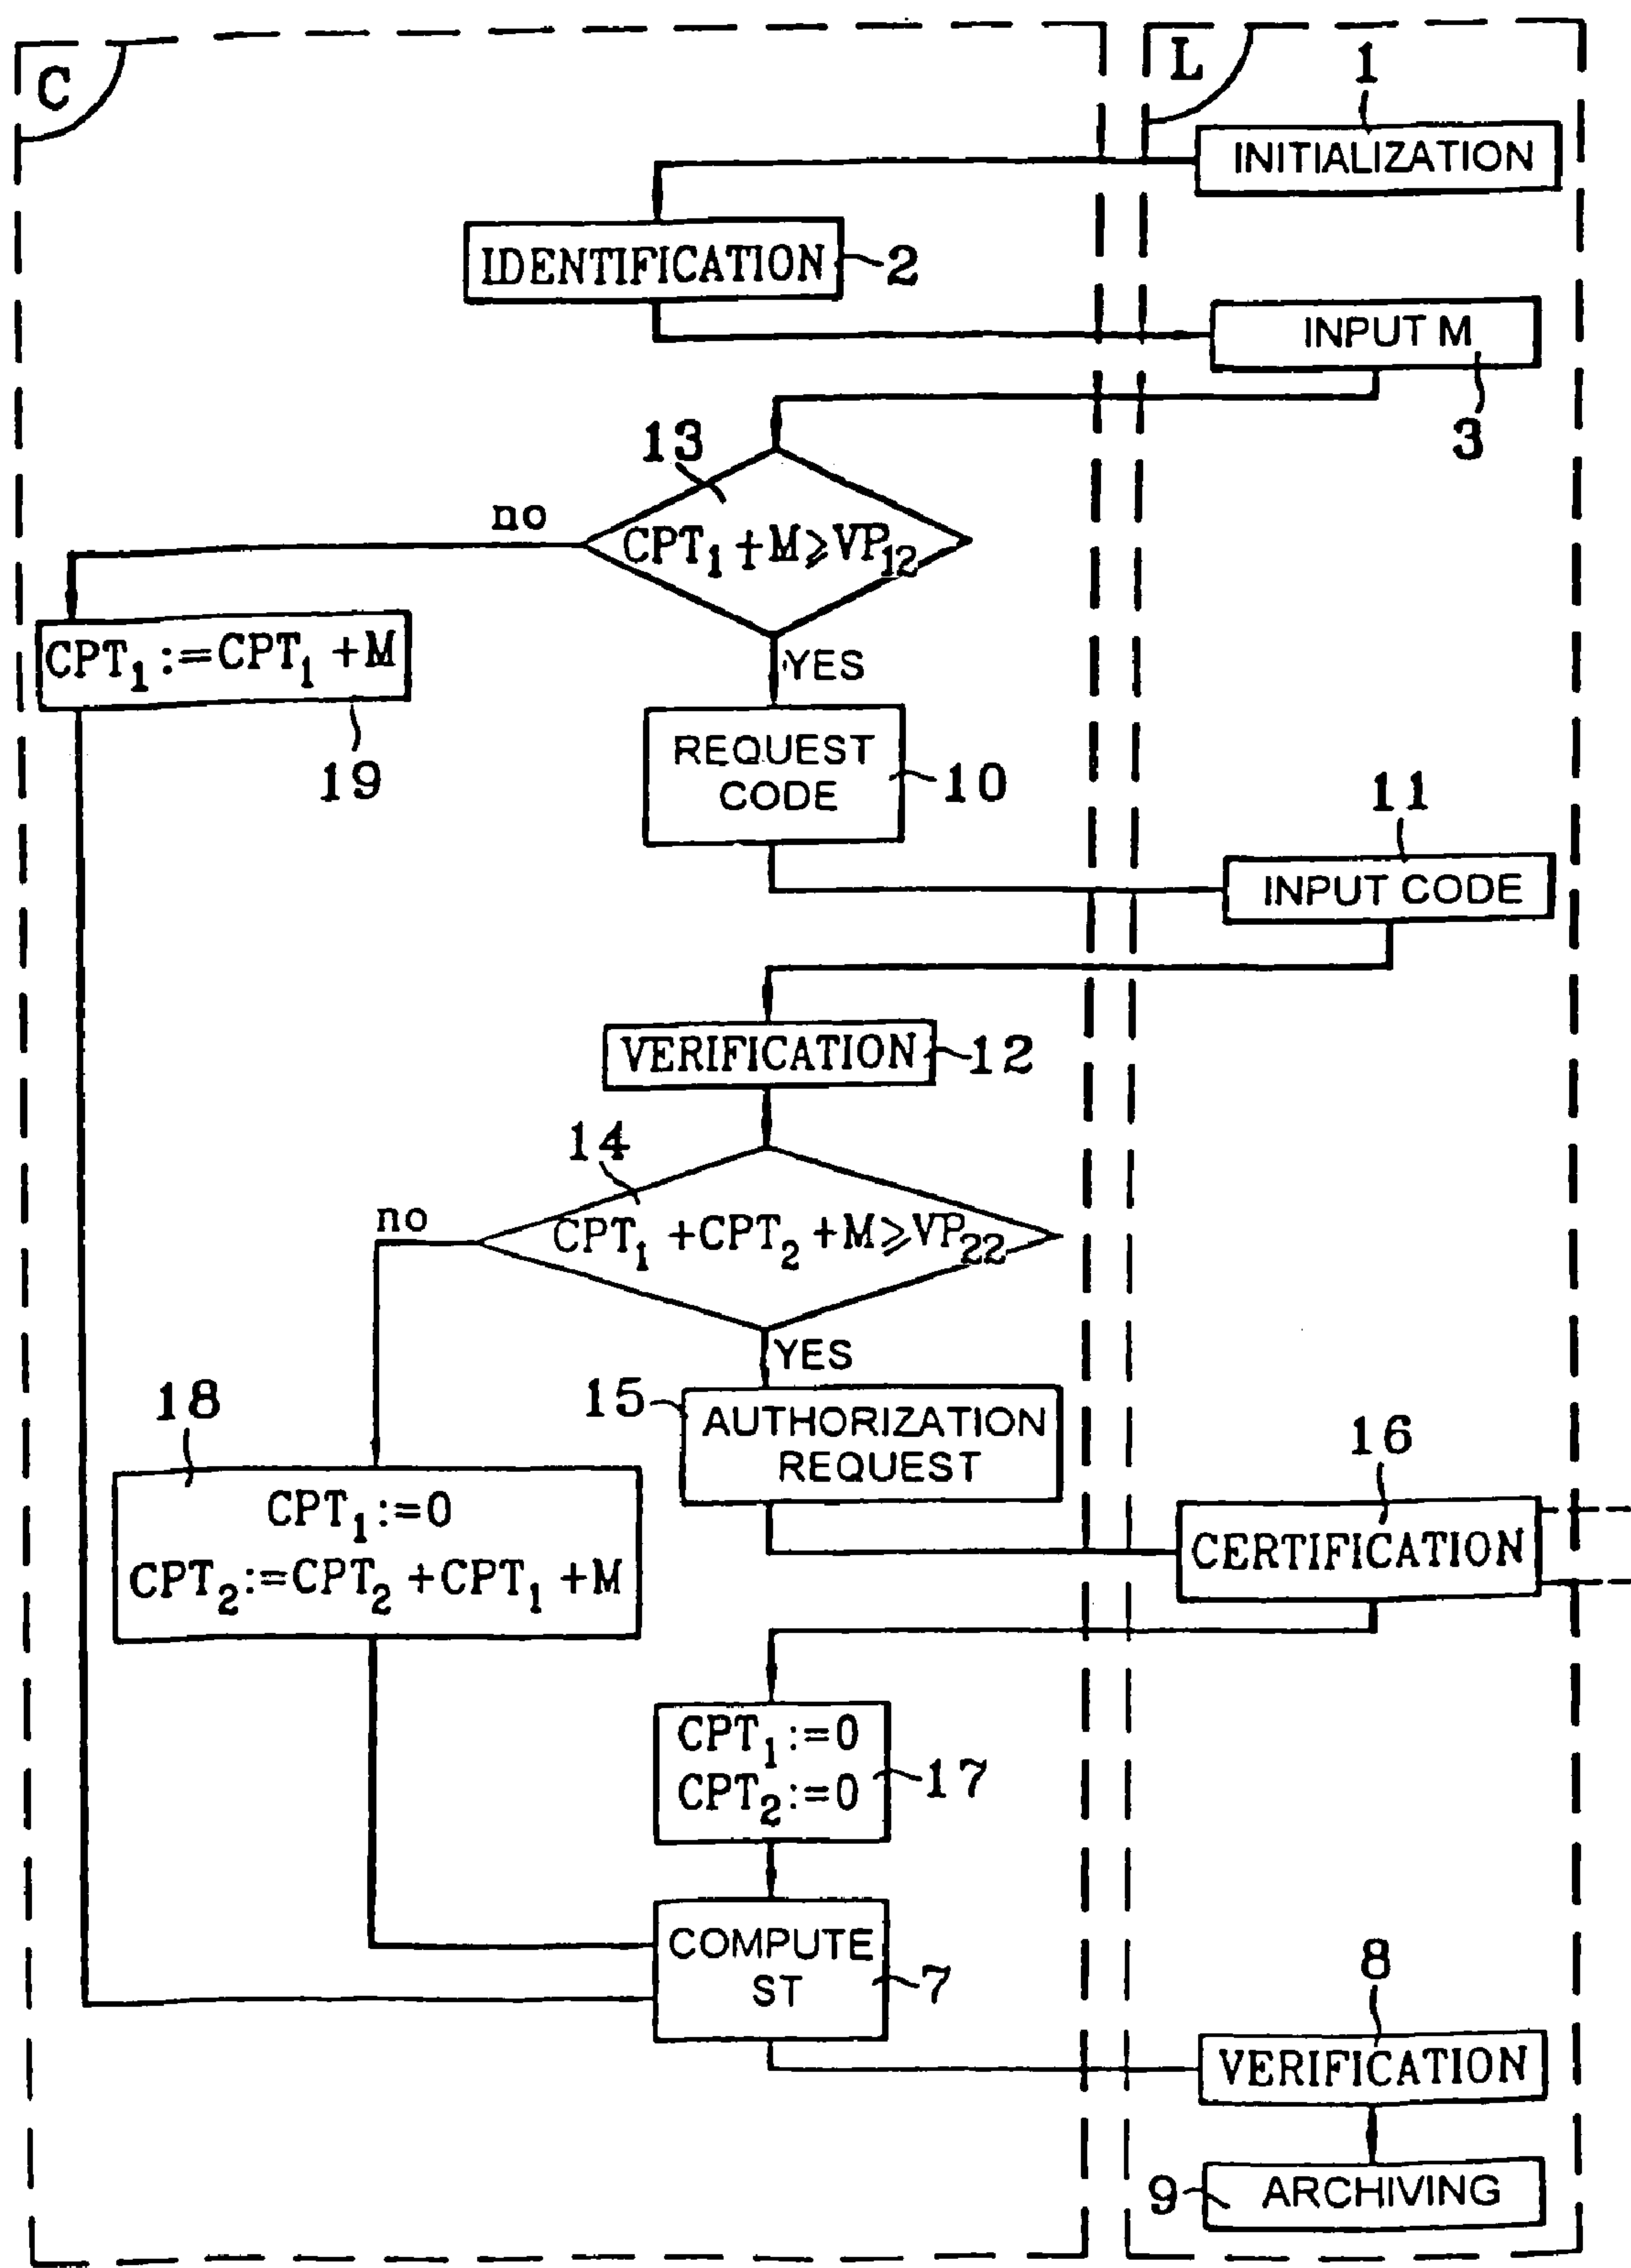 C
L
1
INITIALIZATION
IDENTIFICATION
2
INPUT M
3
13
no
CPT₁ +M⩾VP₁₂
YES
CPT₁ :=CPT₁ +M
19
REQUEST
CODE
10
11
INPUT CODE
VERIFICATION
12
14
no
CPT₁ +CPT₂ +M⩾VP₂₂
YES
15
AUTHORIZATION
REQUEST
18
CPT₁ :=0
CPT₂:=CPT₂ +CPT₁ +M
16
CERTIFICATION
CPT₁ :=0
CPT₂ :=0
17
COMPUTE
ST
7
8
VERIFICATION
9
ARCHIVING